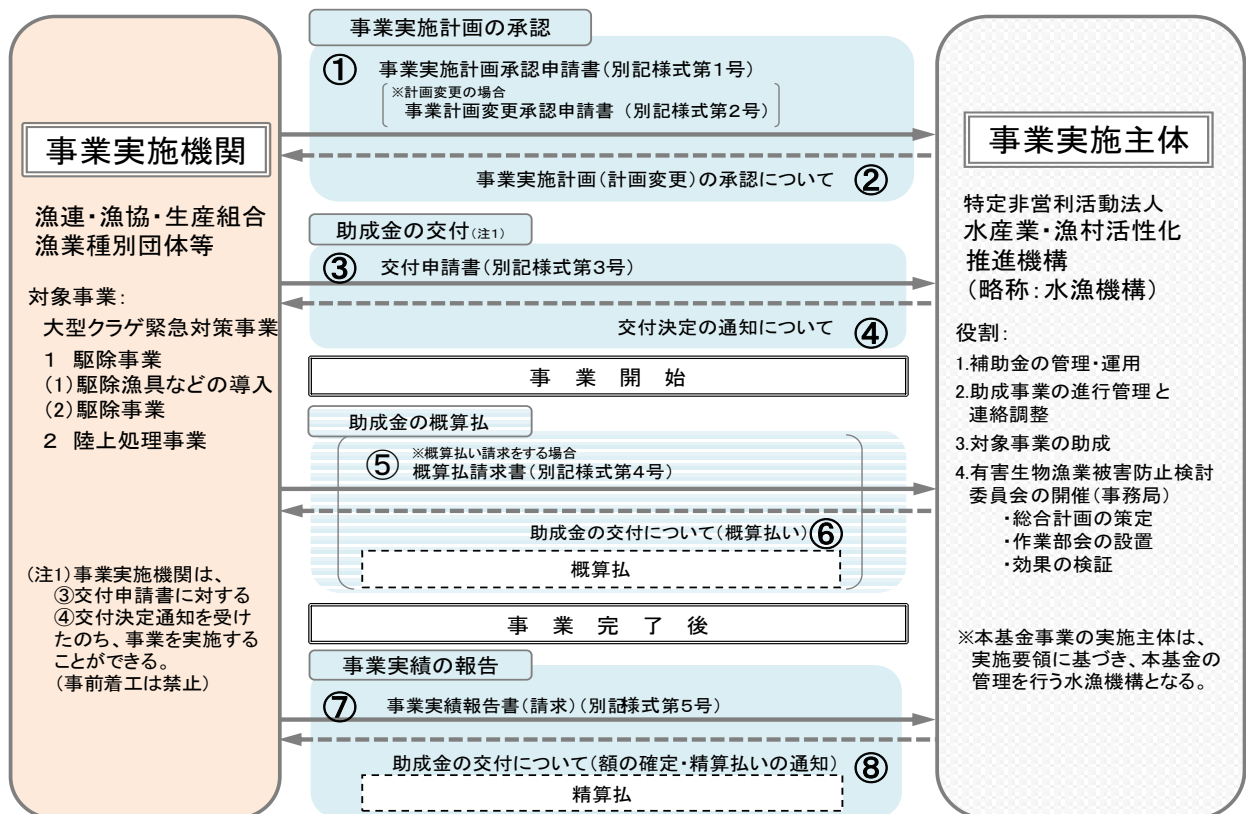 事業実施機関
漁連・漁協・生産組合
漁業種別団体等
対象事業：
大型クラゲ緊急対策事業
１ 駆除事業
(1)駆除漁具などの導入
(2)駆除事業
２ 陸上処理事業
(注1)事業実施機関は、
③交付申請書に対する
④交付決定通知を受け
たのち、事業を実施する
ことができる。
(事前着工は禁止)
事業実施計画の承認
① 事業実施計画承認申請書(別記様式第１号)
※計画変更の場合
事業計画変更承認申請書 (別記様式第２号)
事業実施計画(計画変更)の承認について ②
助成金の交付(注1)
③ 交付申請書(別記様式第３号)
交付決定の通知について ④
事 業 開 始
助成金の概算払
⑤ ※概算払い請求をする場合
概算払請求書(別記様式第４号)
助成金の交付について(概算払い) ⑥
概算払
事 業 完 了 後
事業実績の報告
⑦ 事業実績報告書(請求)(別記様式第５号)
助成金の交付について(額の確定・精算払いの通知) ⑧
精算払
事業実施主体
特定非営利活動法人
水産業・漁村活性化
推進機構
(略称：水漁機構)
役割：
1.補助金の管理・運用
2.助成事業の進行管理と
連絡調整
3.対象事業の助成
4.有害生物漁業被害防止検討
委員会の開催(事務局)
・総合計画の策定
・作業部会の設置
・効果の検証
※本基金事業の実施主体は、
実施要領に基づき、本基金の
管理を行う水漁機構となる。